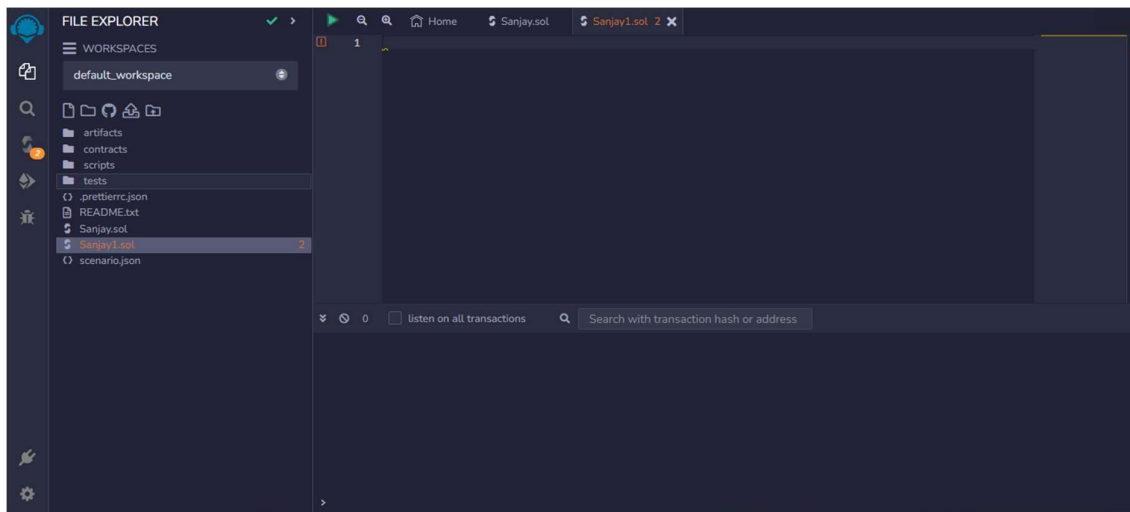 FILE EXPLORER
WORKSPACES
default_workspace
artifacts
contracts
scripts
tests
.prettierrc.json
README.txt
Sanjay.sol
Sanjay1.sol 2
scenario.json
2
Home Sanjay.sol Sanjay1.sol 2
1
0 listen on all transactions Search with transaction hash or address
>